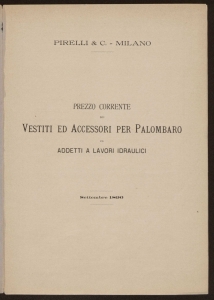 PIRELLI & C. - MILANO
PREZZO CORRENTE
VESTITI ED ACCESSORI PER PALOMBARO
ADDETTI A LAVORI IDRAULICI
Settembre